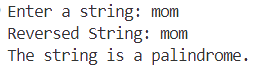 Enter a string: mom
Reversed String: mom
The string is a palindrome.